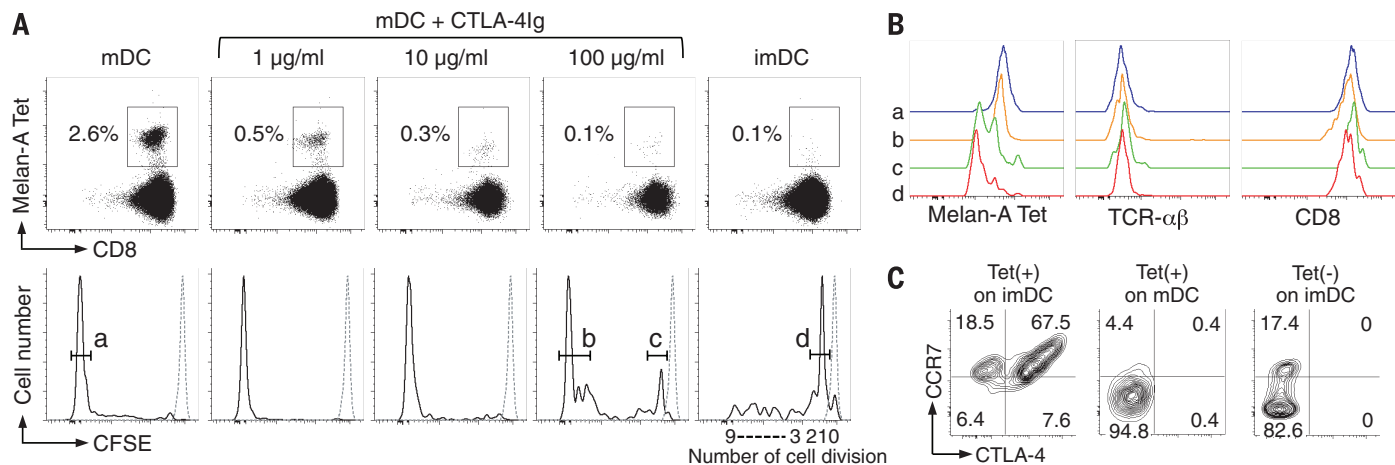 A
mDC + CTLA-4Ig
mDC
1 µg/ml
10 µg/ml
100 µg/ml
imDC
Melan-A Tet
2.6%
0.5%
0.3%
0.1%
0.1%
CD8
Cell number
a
b
c
d
CFSE
9------3 210
Number of cell division
B
a
b
c
d
Melan-A Tet
TCR-αβ
CD8
C
Tet(+)
on imDC
Tet(+)
on mDC
Tet(-)
on imDC
CCR7
18.5
67.5
6.4
7.6
4.4
0.4
94.8
0.4
17.4
0
82.6
0
CTLA-4